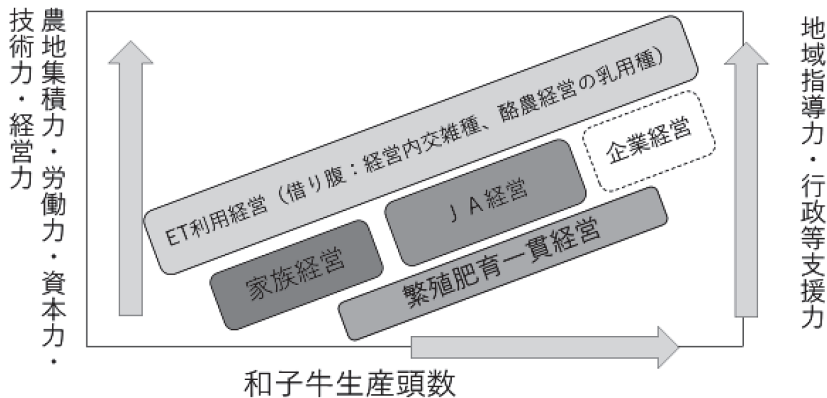 農地集積力・労働力・資本力・
技術力・経営力
ET利用経営（借り腹：経営内交雑種、酪農経営の乳用種）
企業経営
ＪＡ経営
家族経営
繁殖肥育一貫経営
地域指導力・行政等支援力
和子牛生産頭数